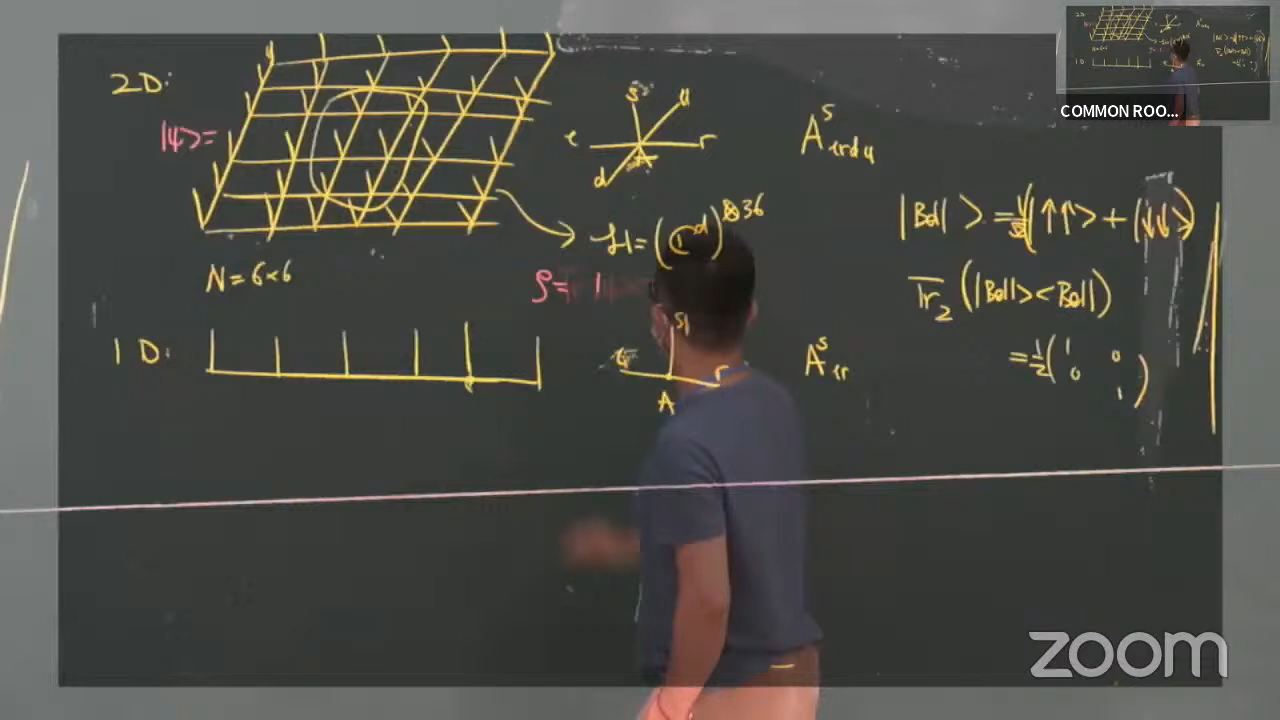 2D:
|ψ>=
N=6×6
s
u
l
r
d
A
A^s_{lrdu}
H=(C^d)^{⊗36}
ρ=
|Bell>=1/√2(|↑↑>+|↓↓>)
Tr_2(|Bell><Bell|)
=1/2(1 0
0 1)
1D:
s
r
A
A^s_{lr}
COMMON ROO...
zoom